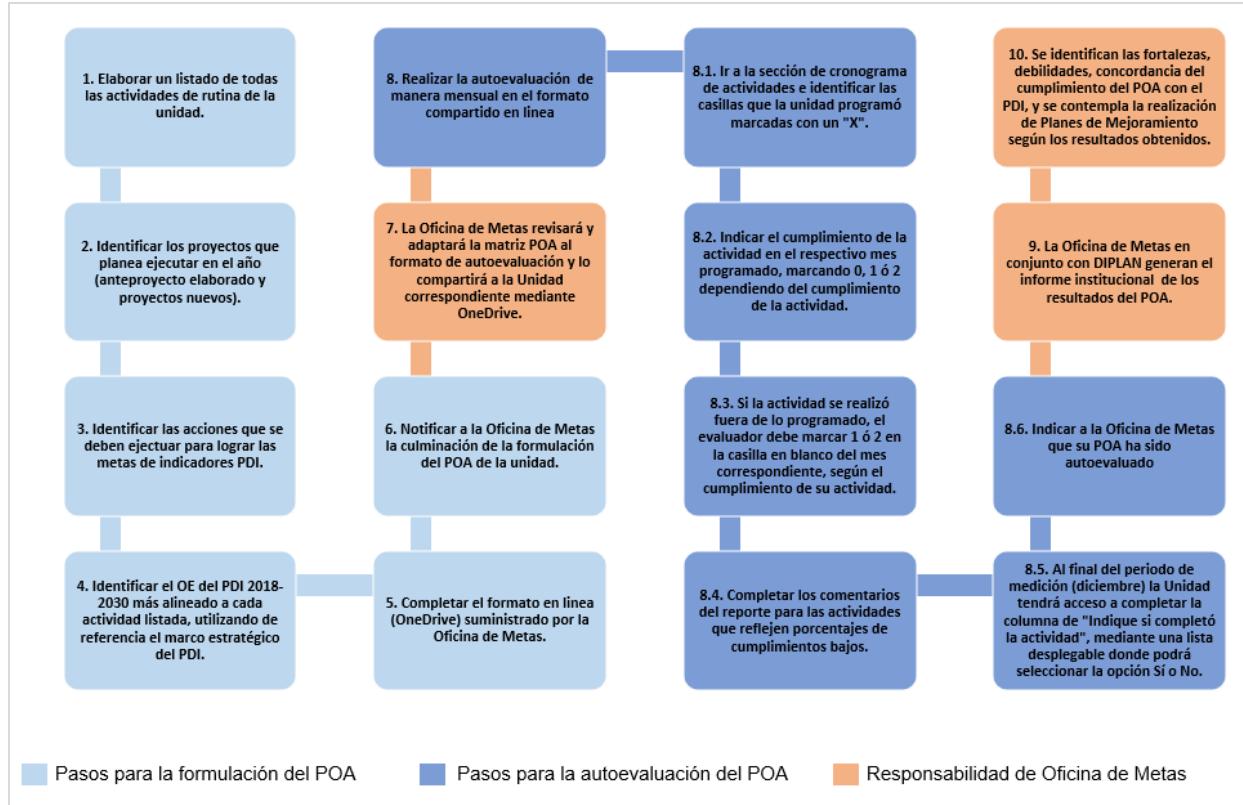 1. Elaborar un listado de todas
las actividades de rutina de la
unidad.
2. Identificar los proyectos que
planea ejecutar en el año
(anteproyecto elaborado y
proyectos nuevos).
3. Identificar las acciones que se
deben ejectuar para lograr las
metas de indicadores PDI.
4. Identificar el OE del PDI 2018-
2030 más alineado a cada
actividad listada, utilizando de
referencia el marco estratégico
del PDI.
5. Completar el formato en linea
(OneDrive) suministrado por la
Oficina de Metas.
6. Notificar a la Oficina de Metas
la culminación de la formulación
del POA de la unidad.
7. La Oficina de Metas revisará y
adaptará la matriz POA al
formato de autoevaluación y lo
compartirá a la Unidad
correspondiente mediante
OneDrive.
8. Realizar la autoevaluación de
manera mensual en el formato
compartido en linea
8.1. Ir a la sección de cronograma
de actividades e identificar las
casillas que la unidad programó
marcadas con un "X".
8.2. Indicar el cumplimiento de la
actividad en el respectivo mes
programado, marcando 0, 1 ó 2
dependiendo del cumplimiento
de la actividad.
8.3. Si la actividad se realizó
fuera de lo programado, el
evaluador debe marcar 1 ó 2 en
la casilla en blanco del mes
correspondiente, según el
cumplimiento de su actividad.
8.4. Completar los comentarios
del reporte para las actividades
que reflejen porcentajes de
cumplimientos bajos.
8.5. Al final del periodo de
medición (diciembre) la Unidad
tendrá acceso a completar la
columna de "Indique si completó
la actividad", mediante una lista
desplegable donde podrá
seleccionar la opción Sí o No.
8.6. Indicar a la Oficina de Metas
que su POA ha sido
autoevaluado
9. La Oficina de Metas en
conjunto con DIPLAN generan el
informe institucional de los
resultados del POA.
10. Se identifican las fortalezas,
debilidades, concordancia del
cumplimiento del POA con el
PDI, y se contempla la realización
de Planes de Mejoramiento
según los resultados obtenidos.
Pasos para la formulación del POA
Pasos para la autoevaluación del POA
Responsabilidad de Oficina de Metas